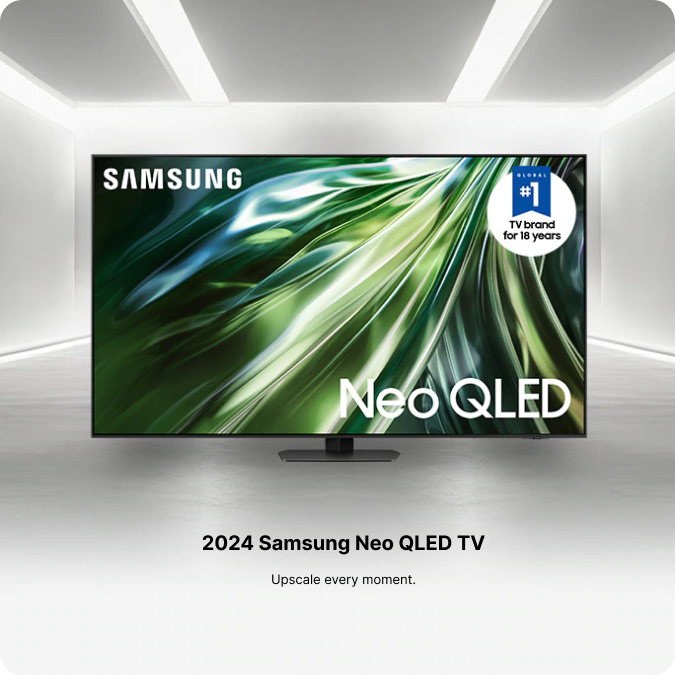 SAMSUNG
GLOBAL
#1
TV brand
for 18 years
Neo QLED
2024 Samsung Neo QLED TV
Upscale every moment.